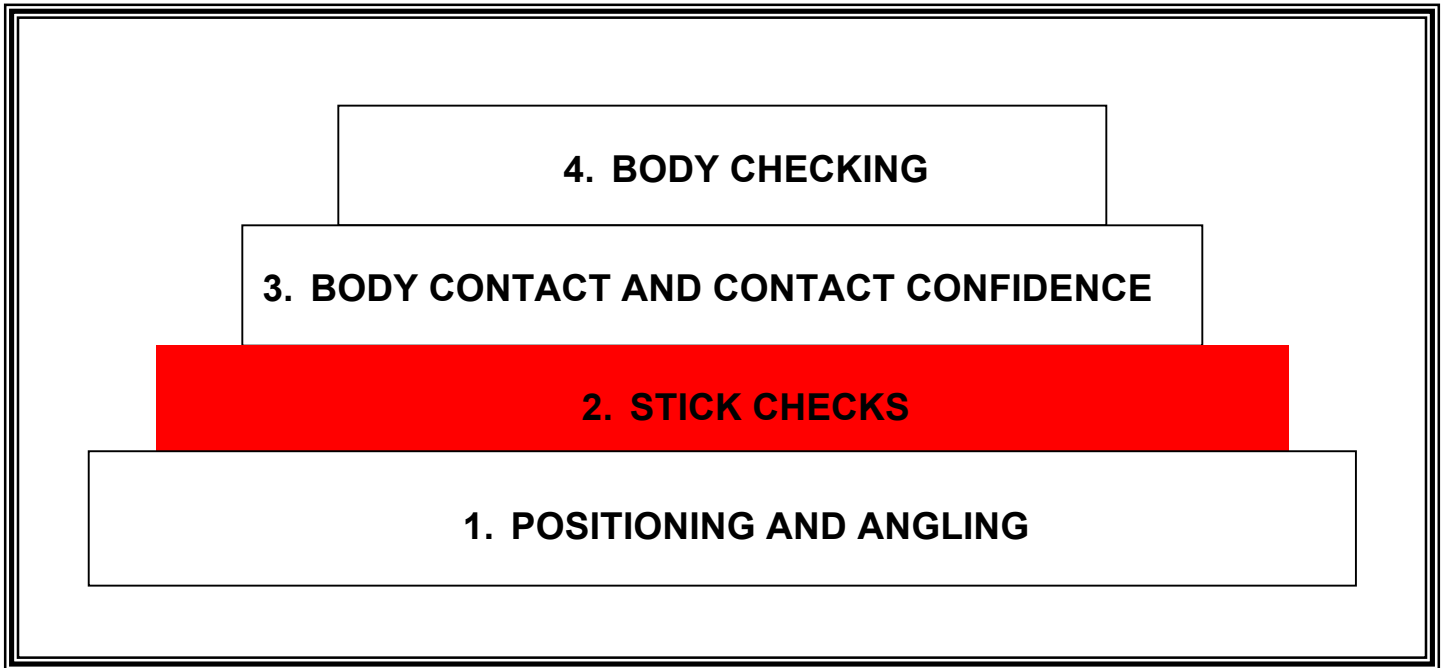 4. BODY CHECKING
3. BODY CONTACT AND CONTACT CONFIDENCE
2. STICK CHECKS
1. POSITIONING AND ANGLING